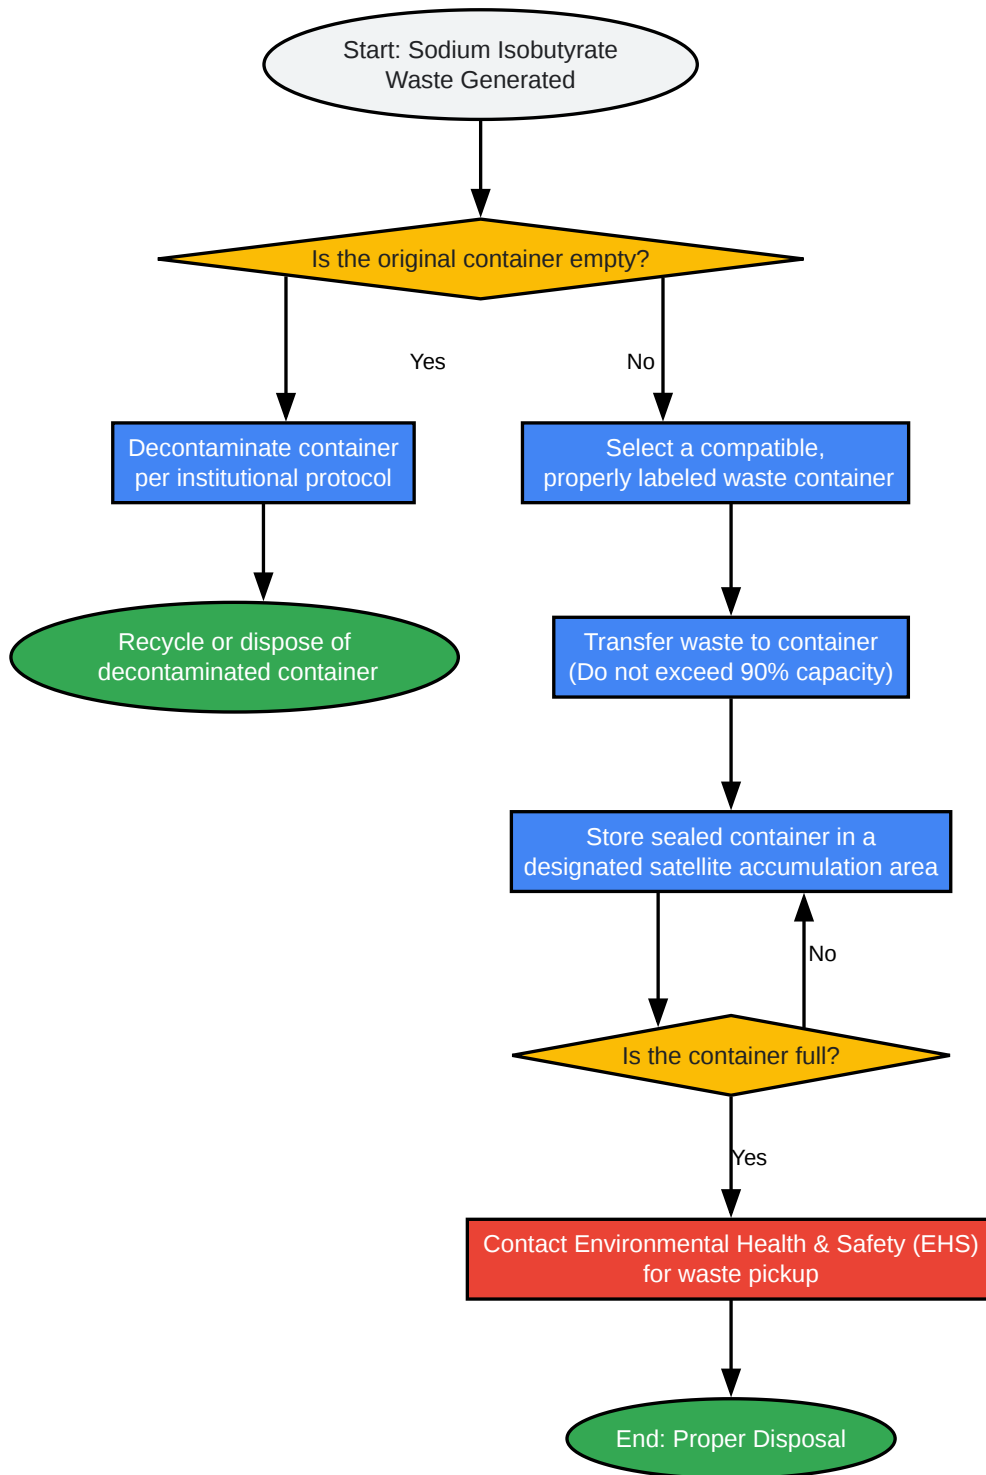 Start: Sodium Isobutyrate
Waste Generated
Is the original container empty?
Yes
No
Decontaminate container
per institutional protocol
Select a compatible,
properly labeled waste container
Recycle or dispose of
decontaminated container
Transfer waste to container
(Do not exceed 90% capacity)
Store sealed container in a
designated satellite accumulation area
No
Is the container full?
Yes
Contact Environmental Health & Safety (EHS)
for waste pickup
End: Proper Disposal